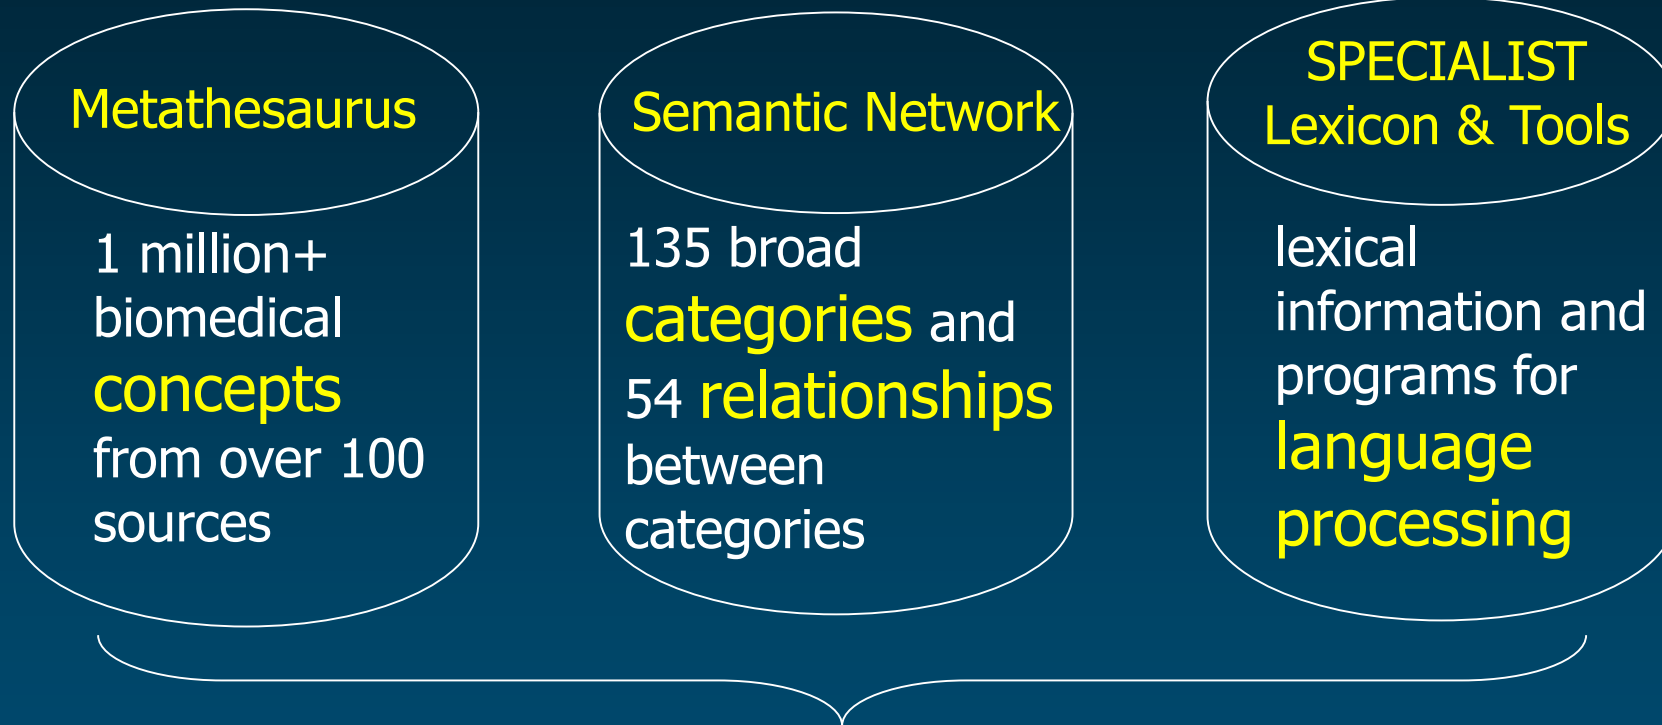 Metathesaurus
1 million+
biomedical
concepts
from over 100
sources
Semantic Network
135 broad
categories and
54 relationships
between
categories
SPECIALIST
Lexicon & Tools
lexical
information and
programs for
language
processing